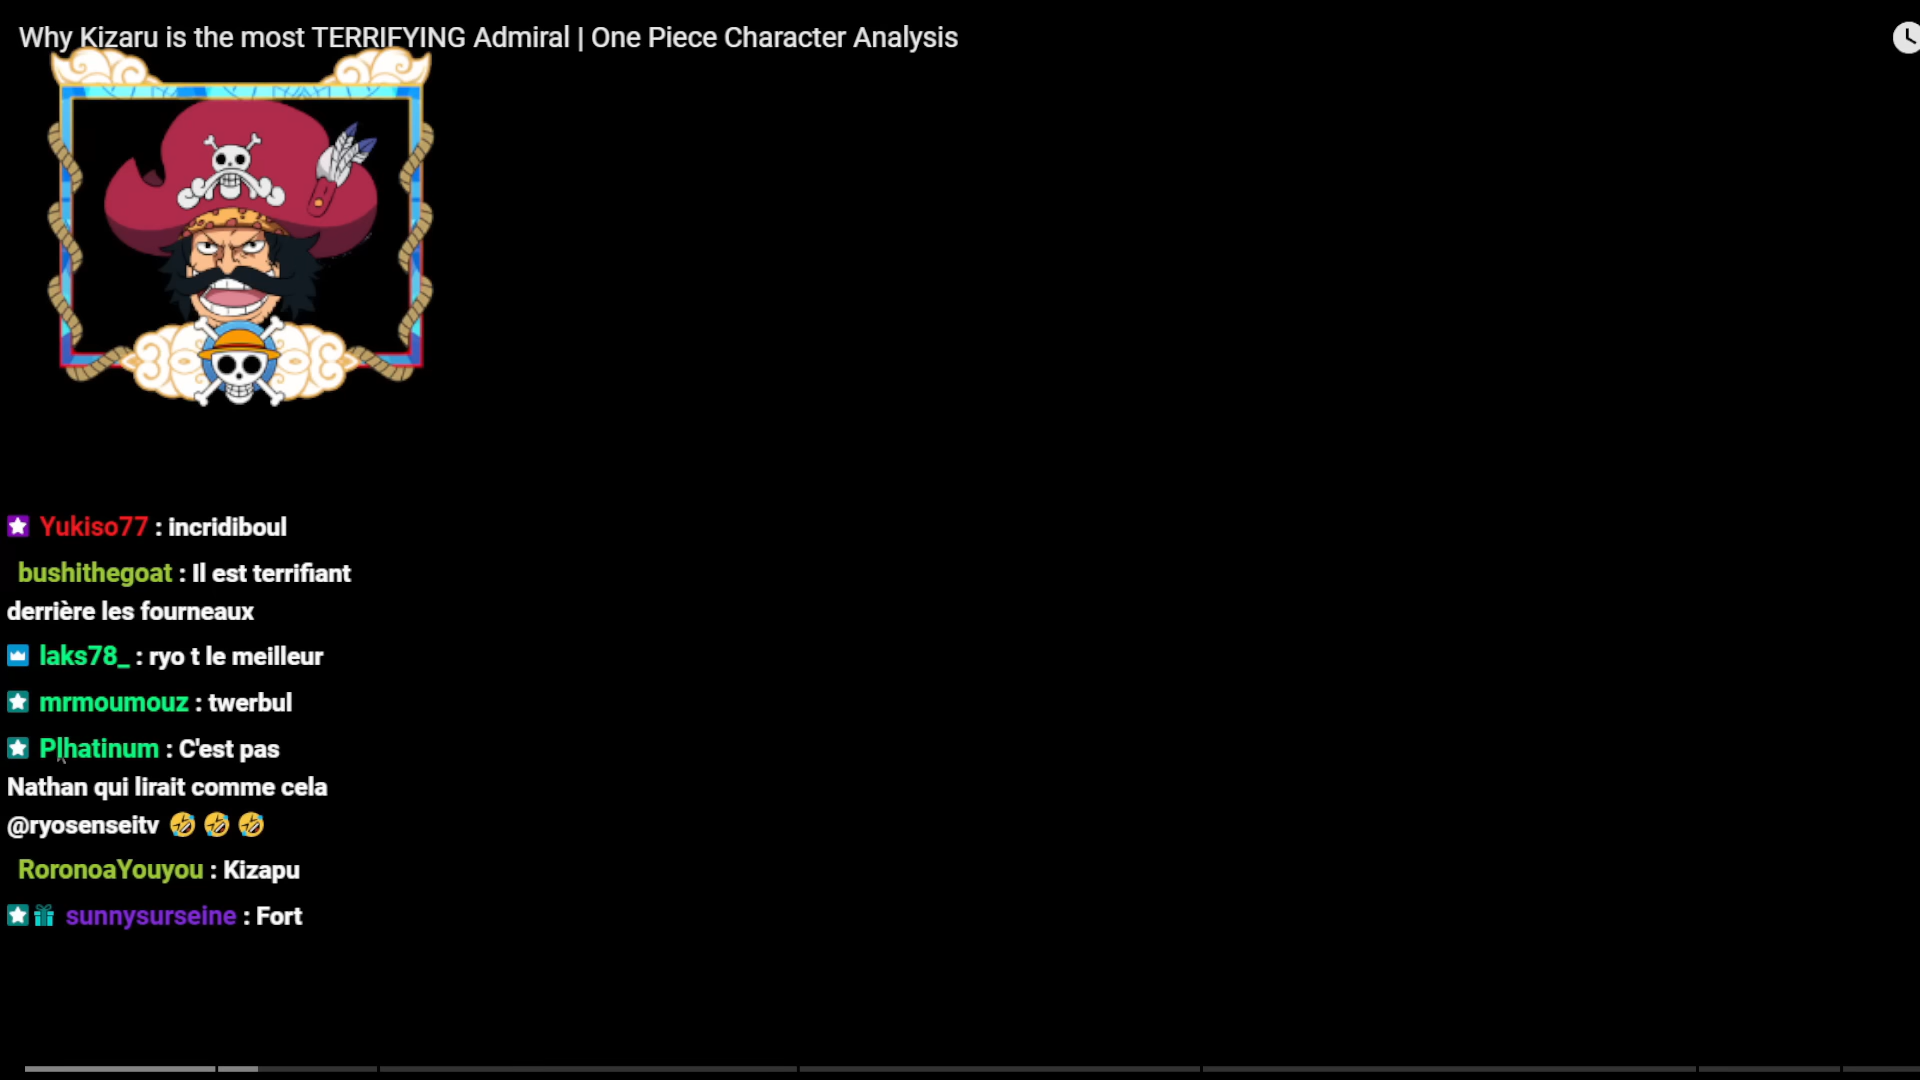 Why Kizaru is the most TERRIFYING Admiral | One Piece Character Analysis
Yukiso77 : incridiboul
bushithegoat : Il est terrifiant
derrière les fourneaux
laks78_ : ryo t le meilleur
mrmoumouz : twerbul
Plhatinum : C'est pas
Nathan qui lirait comme cela
@ryosenseitv 🤣 🤣 🤣
RoronoaYouyou : Kizapu
sunnysurseine : Fort